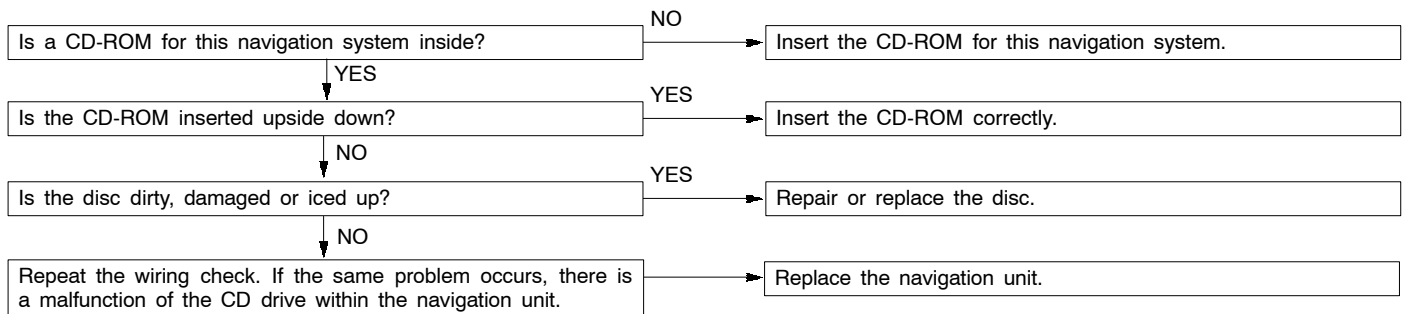 NO
Is a CD-ROM for this navigation system inside?
Insert the CD-ROM for this navigation system.
YES
YES
Is the CD-ROM inserted upside down?
Insert the CD-ROM correctly.
NO
YES
Is the disc dirty, damaged or iced up?
Repair or replace the disc.
NO
Repeat the wiring check. If the same problem occurs, there is
a malfunction of the CD drive within the navigation unit.
Replace the navigation unit.